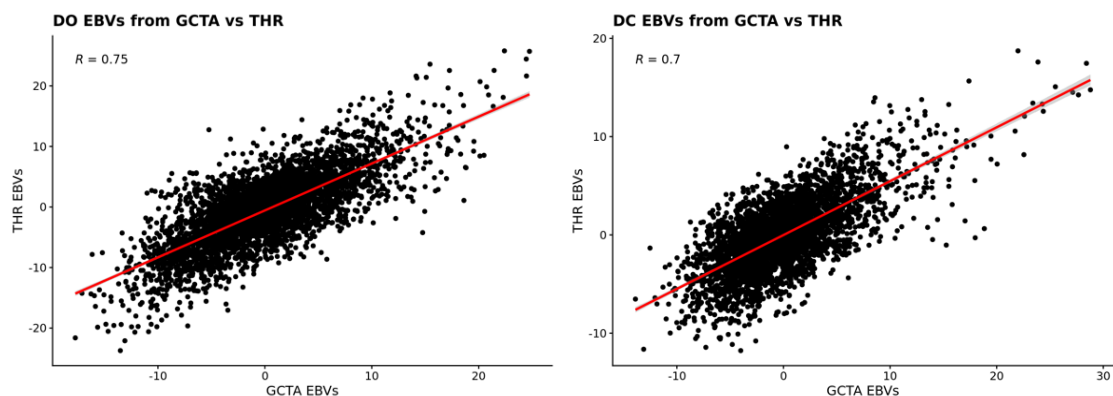 DO EBVs from GCTA vs THR
R = 0.75
20
10
0
-10
-20
THR EBVs
-10
0
10
20
GCTA EBVs
DC EBVs from GCTA vs THR
R = 0.7
20
10
0
-10
THR EBVs
-10
0
10
20
30
GCTA EBVs